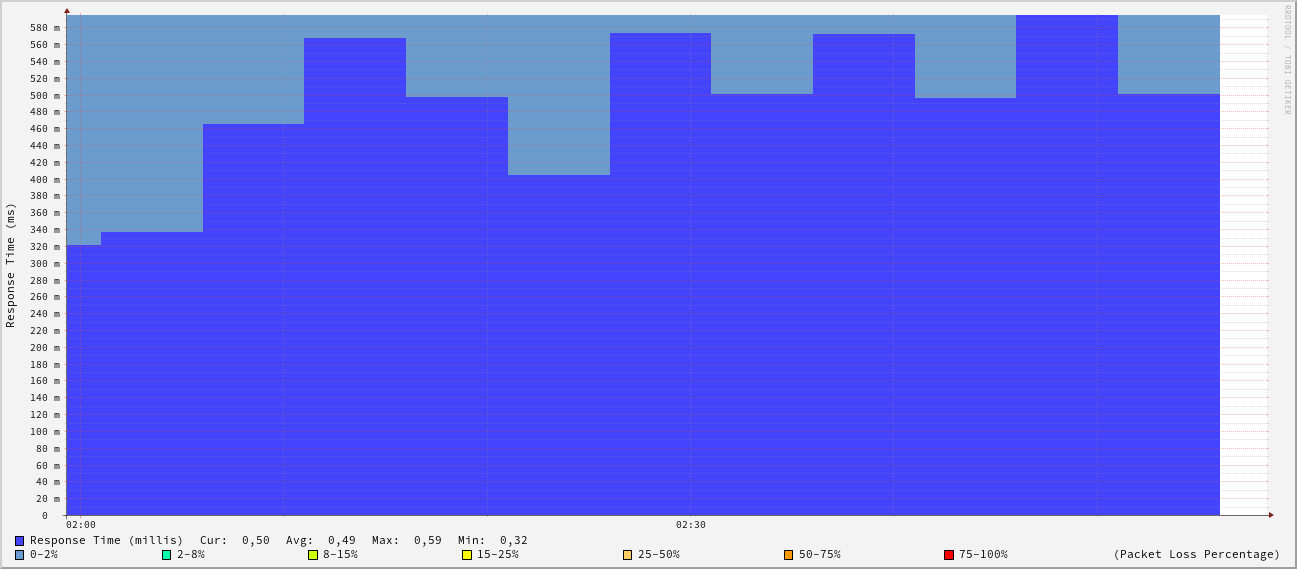 RRDTOOL / TOBI OETIKER
Response Time (ms)
580 m
560 m
540 m
520 m
500 m
480 m
460 m
440 m
420 m
400 m
380 m
360 m
340 m
320 m
300 m
280 m
260 m
240 m
220 m
200 m
180 m
160 m
140 m
120 m
100 m
80 m
60 m
40 m
20 m
0
02:00 02:30
Response Time (millis) Cur: 0,50 Avg: 0,49 Max: 0,59 Min: 0,32
0-2% 2-8% 8-15% 15-25% 25-50% 50-75% 75-100% (Packet Loss Percentage)